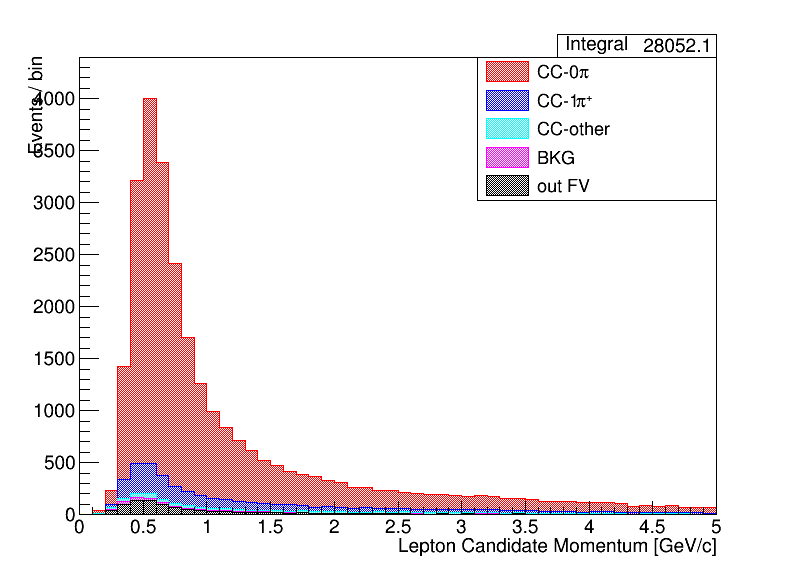 Integral 28052.1
Events / bin
CC-0π
CC-1π⁺
CC-other
BKG
out FV
4000
3500
3000
2500
2000
1500
1000
500
0
0 0.5 1 1.5 2 2.5 3 3.5 4 4.5 5
Lepton Candidate Momentum [GeV/c]